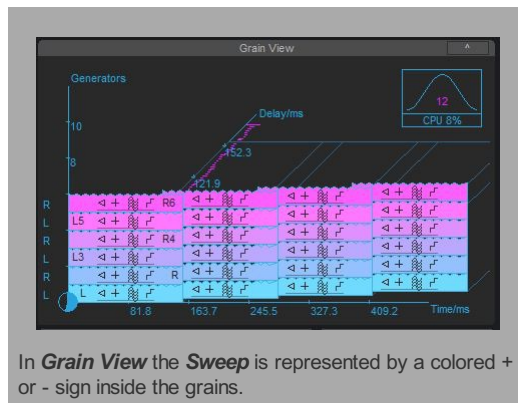 Grain View
^
Generators
12
CPU 8%
Delay/ms
10
152.3
8
121.9
R R6
L L5
R R4
L L3
R R
L L
81.8 163.7 245.5 327.3 409.2 Time/ms
In Grain View the Sweep is represented by a colored +
or - sign inside the grains.